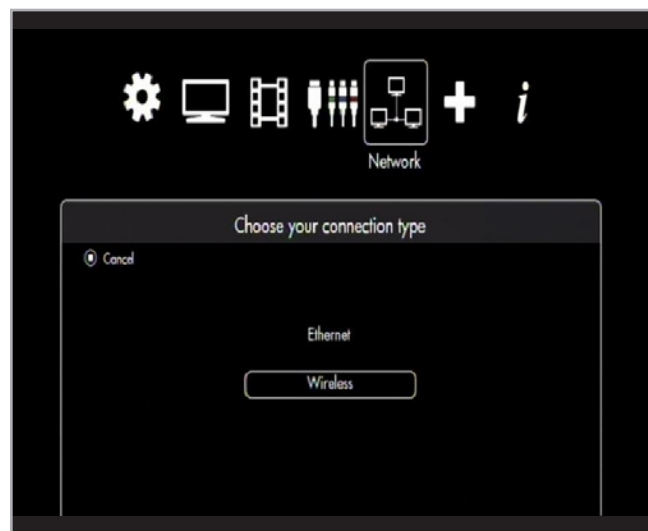 i
Network
Choose your connection type
Cancel
Ethernet
Wireless